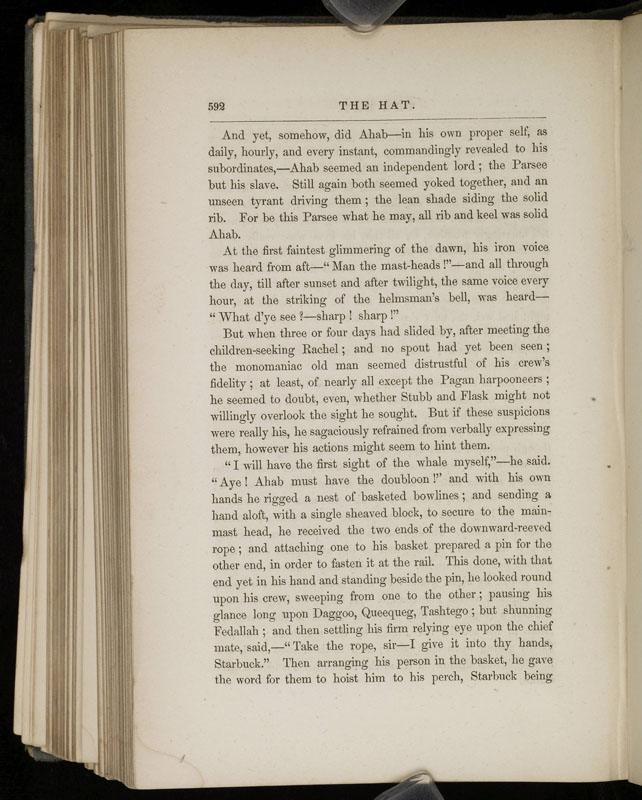 592 THE HAT.
And yet, somehow, did Ahab—in his own proper self, as
daily, hourly, and every instant, commandingly revealed to his
subordinates,—Ahab seemed an independent lord ; the Parsee
but his slave. Still again both seemed yoked together, and an
unseen tyrant driving them ; the lean shade siding the solid
rib. For be this Parsee what he may, all rib and keel was solid
Ahab.
At the first faintest glimmering of the dawn, his iron voice
was heard from aft—“ Man the mast-heads !”—and all through
the day, till after sunset and after twilight, the same voice every
hour, at the striking of the helmsman’s bell, was heard—
“ What d’ye see ?—sharp ! sharp !”
But when three or four days had slided by, after meeting the
children-seeking Rachel ; and no spout had yet been seen ;
the monomaniac old man seemed distrustful of his crew’s
fidelity ; at least, of nearly all except the Pagan harpooneers ;
he seemed to doubt, even, whether Stubb and Flask might not
willingly overlook the sight he sought. But if these suspicions
were really his, he sagaciously refrained from verbally expressing
them, however his actions might seem to hint them.
“ I will have the first sight of the whale myself,”—he said.
“ Aye ! Ahab must have the doubloon !” and with his own
hands he rigged a nest of basketed bowlines ; and sending a
hand aloft, with a single sheaved block, to secure to the main-
mast head, he received the two ends of the downward-reeved
rope ; and attaching one to his basket prepared a pin for the
other end, in order to fasten it at the rail. This done, with that
end yet in his hand and standing beside the pin, he looked round
upon his crew, sweeping from one to the other ; pausing his
glance long upon Daggoo, Queequeg, Tashtego ; but shunning
Fedallah ; and then settling his firm relying eye upon the chief
mate, said,—“ Take the rope, sir—I give it into thy hands,
Starbuck.” Then arranging his person in the basket, he gave
the word for them to hoist him to his perch, Starbuck being